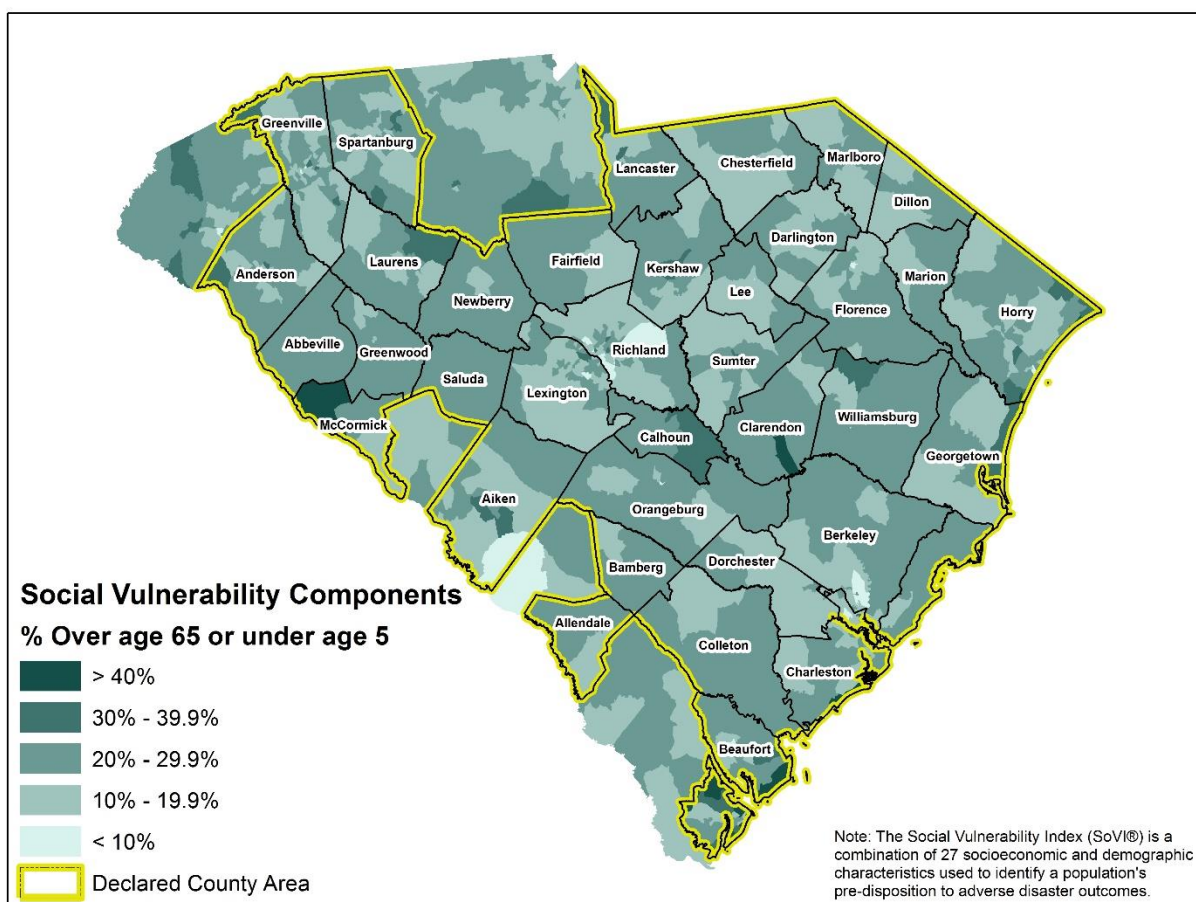 Greenville
Spartanburg
Lancaster
Chesterfield
Marlboro
Dillon
Darlington
Anderson
Laurens
Fairfield
Kershaw
Lee
Marion
Newberry
Florence
Horry
Abbeville
Greenwood
Richland
Sumter
Saluda
Lexington
Williamsburg
McCormick
Calhoun
Clarendon
Georgetown
Aiken
Orangeburg
Berkeley
Bamberg
Dorchester
Allendale
Colleton
Charleston
Beaufort
Social Vulnerability Components
% Over age 65 or under age 5
> 40%
30% - 39.9%
20% - 29.9%
10% - 19.9%
< 10%
Declared County Area
Note: The Social Vulnerability Index (SoVI®) is a
combination of 27 socioeconomic and demographic
characteristics used to identify a population's
pre-disposition to adverse disaster outcomes.